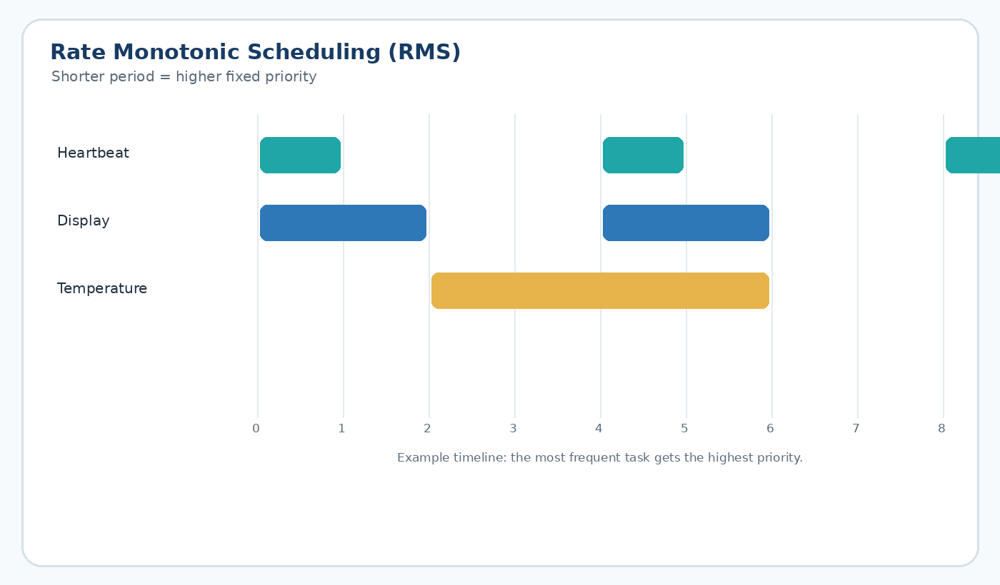 Rate Monotonic Scheduling (RMS)
Shorter period = higher fixed priority
Heartbeat
Display
Temperature
0 1 2 3 4 5 6 7 8
Example timeline: the most frequent task gets the highest priority.